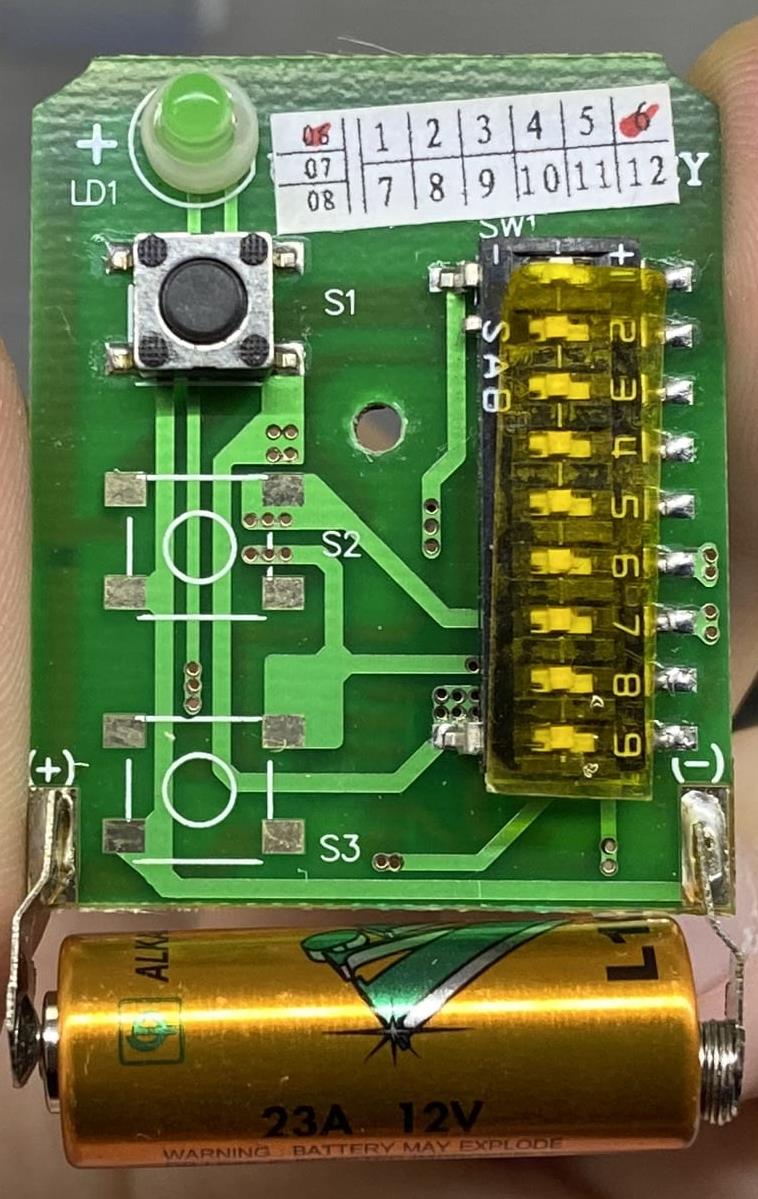 +
LD1
06 1 2 3 4 5 6
07
08 7 8 9 10 11 12
Y
SW1
- +
S1
SAB
2
3
4
5
6
7
8
9
S2
S3
(+) (-)
ALKA
L1
23A 12V
WARNING : BATTERY MAY EXPLODE